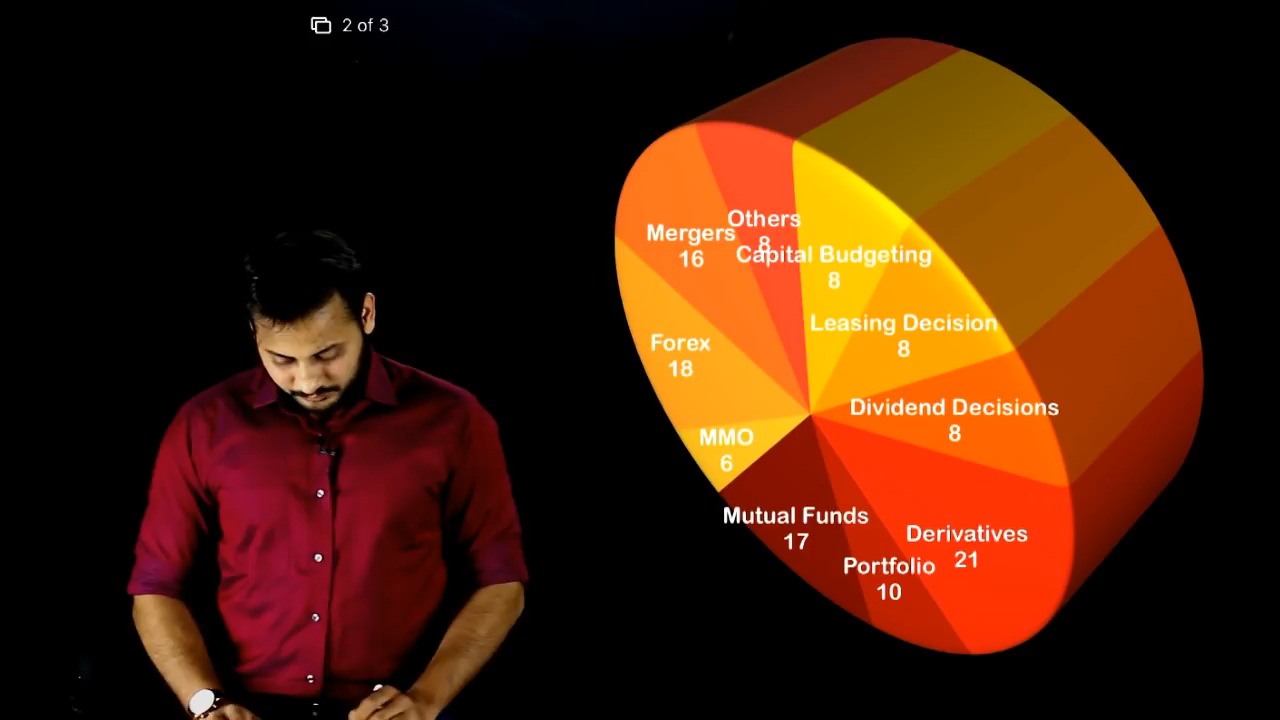 2 of 3
Others
8
Mergers
16
Capital Budgeting
8
Leasing Decision
8
Forex
18
Dividend Decisions
8
MMO
6
Mutual Funds
17
Derivatives
21
Portfolio
10